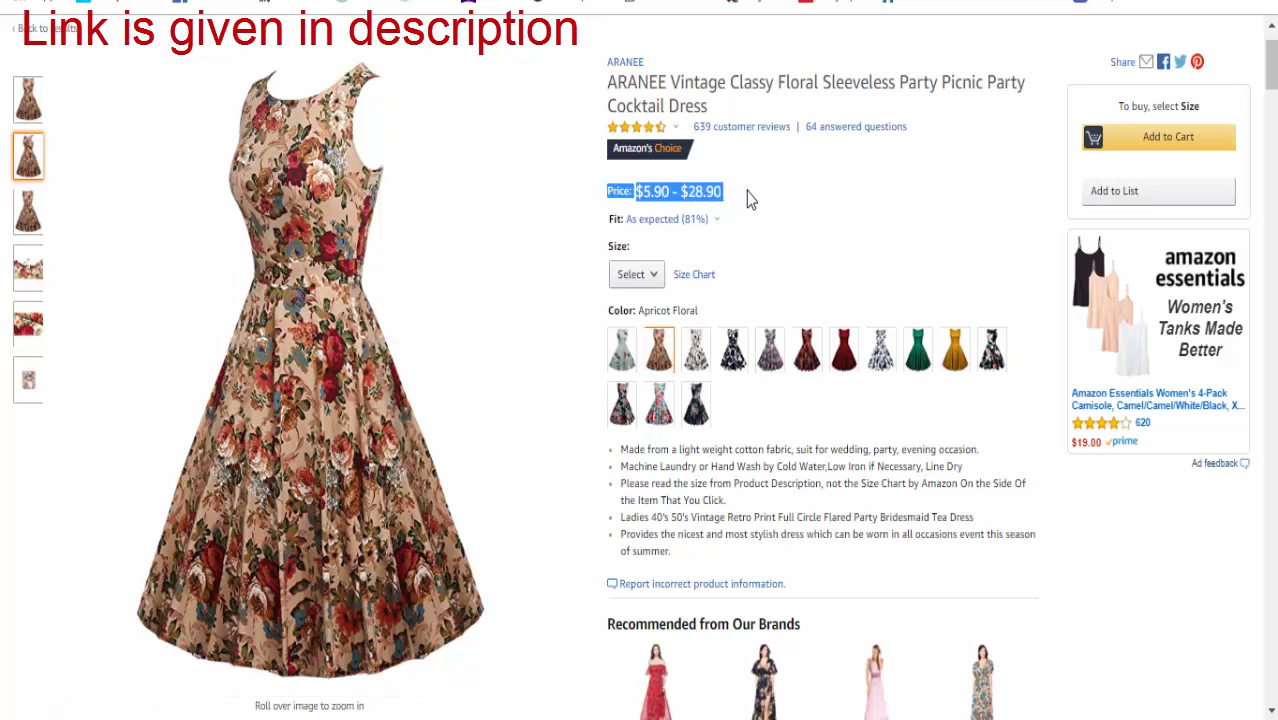 Link is given in description
‹ Back to results
ARANEE
ARANEE Vintage Classy Floral Sleeveless Party Picnic Party
Cocktail Dress
639 customer reviews | 64 answered questions
Amazon's Choice
Price: $5.90 - $28.90
Fit: As expected (81%)
Size:
Select Size Chart
Color: Apricot Floral
Made from a light weight cotton fabric, suit for wedding, party, evening occasion.
Machine Laundry or Hand Wash by Cold Water,Low Iron if Necessary, Line Dry
Please read the size from Product Description, not the Size Chart by Amazon On the Side Of
the Item That You Click.
Ladies 40's 50's Vintage Retro Print Full Circle Flared Party Bridesmaid Tea Dress
Provides the nicest and most stylish dress which can be worn in all occasions event this season
of summer.
Report incorrect product information.
Recommended from Our Brands
Roll over image to zoom in
Share
To buy, select Size
Add to Cart
Add to List
amazon
essentials
Women's
Tanks Made
Better
Amazon Essentials Women's 4-Pack
Camisole, Camel/Camel/White/Black, X...
620
$19.00 prime
Ad feedback